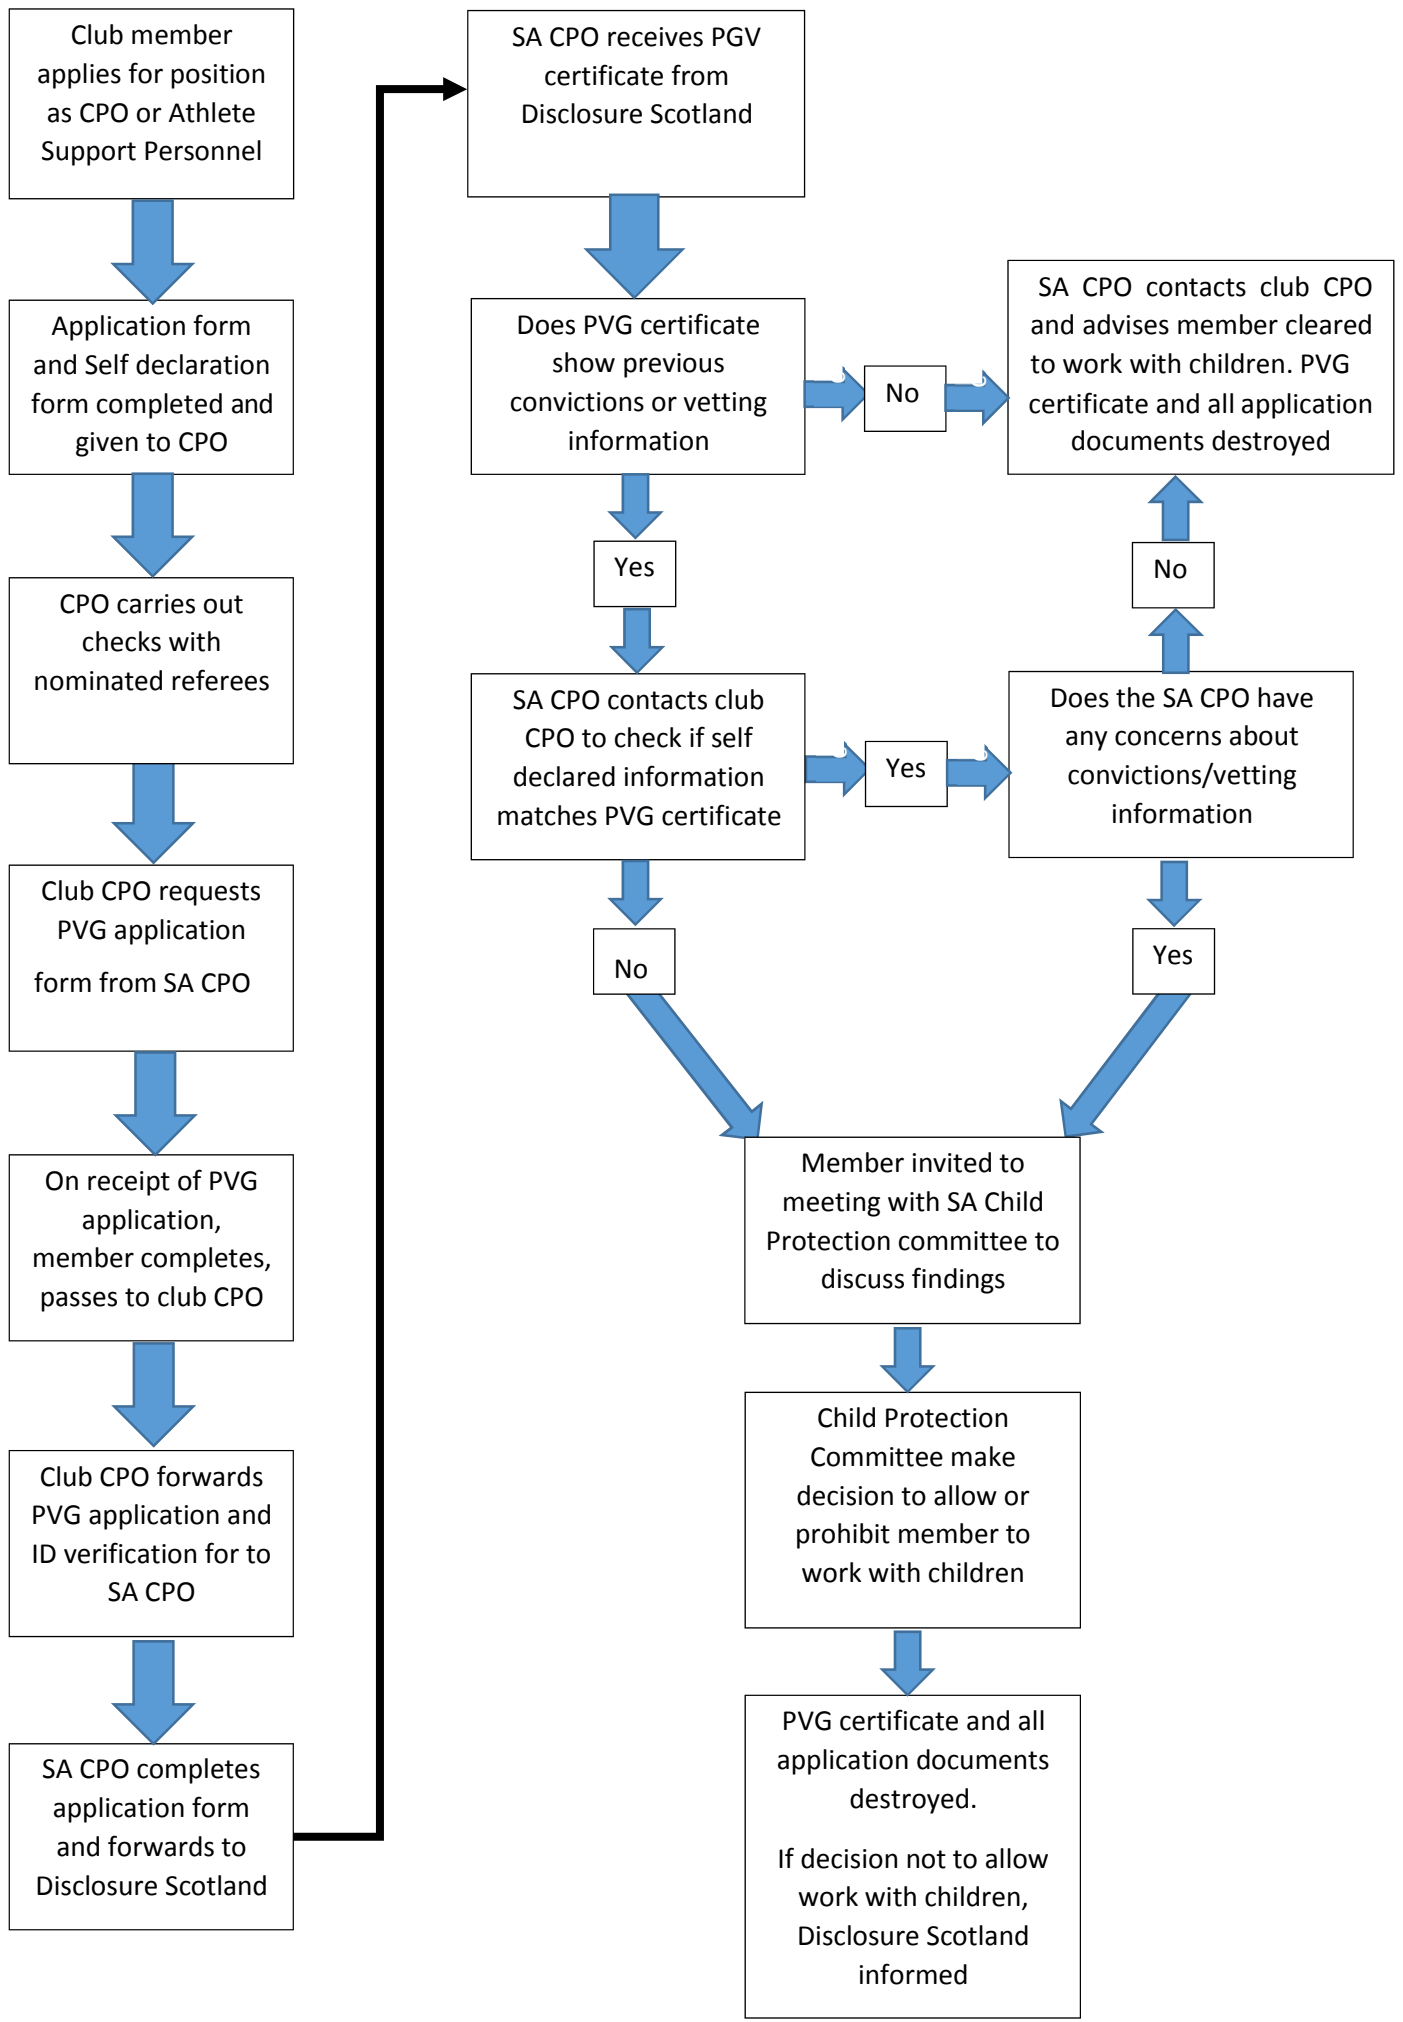 Club member
applies for position
as CPO or Athlete
Support Personnel
Application form
and Self declaration
form completed and
given to CPO
CPO carries out
checks with
nominated referees
Club CPO requests
PVG application
form from SA CPO
On receipt of PVG
application,
member completes,
passes to club CPO
Club CPO forwards
PVG application and
ID verification for to
SA CPO
SA CPO completes
application form
and forwards to
Disclosure Scotland
SA CPO receives PGV
certificate from
Disclosure Scotland
Does PVG certificate
show previous
convictions or vetting
information
No
SA CPO contacts club CPO
and advises member cleared
to work with children. PVG
certificate and all application
documents destroyed
Yes
No
SA CPO contacts club
CPO to check if self
declared information
matches PVG certificate
Yes
Does the SA CPO have
any concerns about
convictions/vetting
information
No
Yes
Member invited to
meeting with SA Child
Protection committee to
discuss findings
Child Protection
Committee make
decision to allow or
prohibit member to
work with children
PVG certificate and all
application documents
destroyed.
If decision not to allow
work with children,
Disclosure Scotland
informed